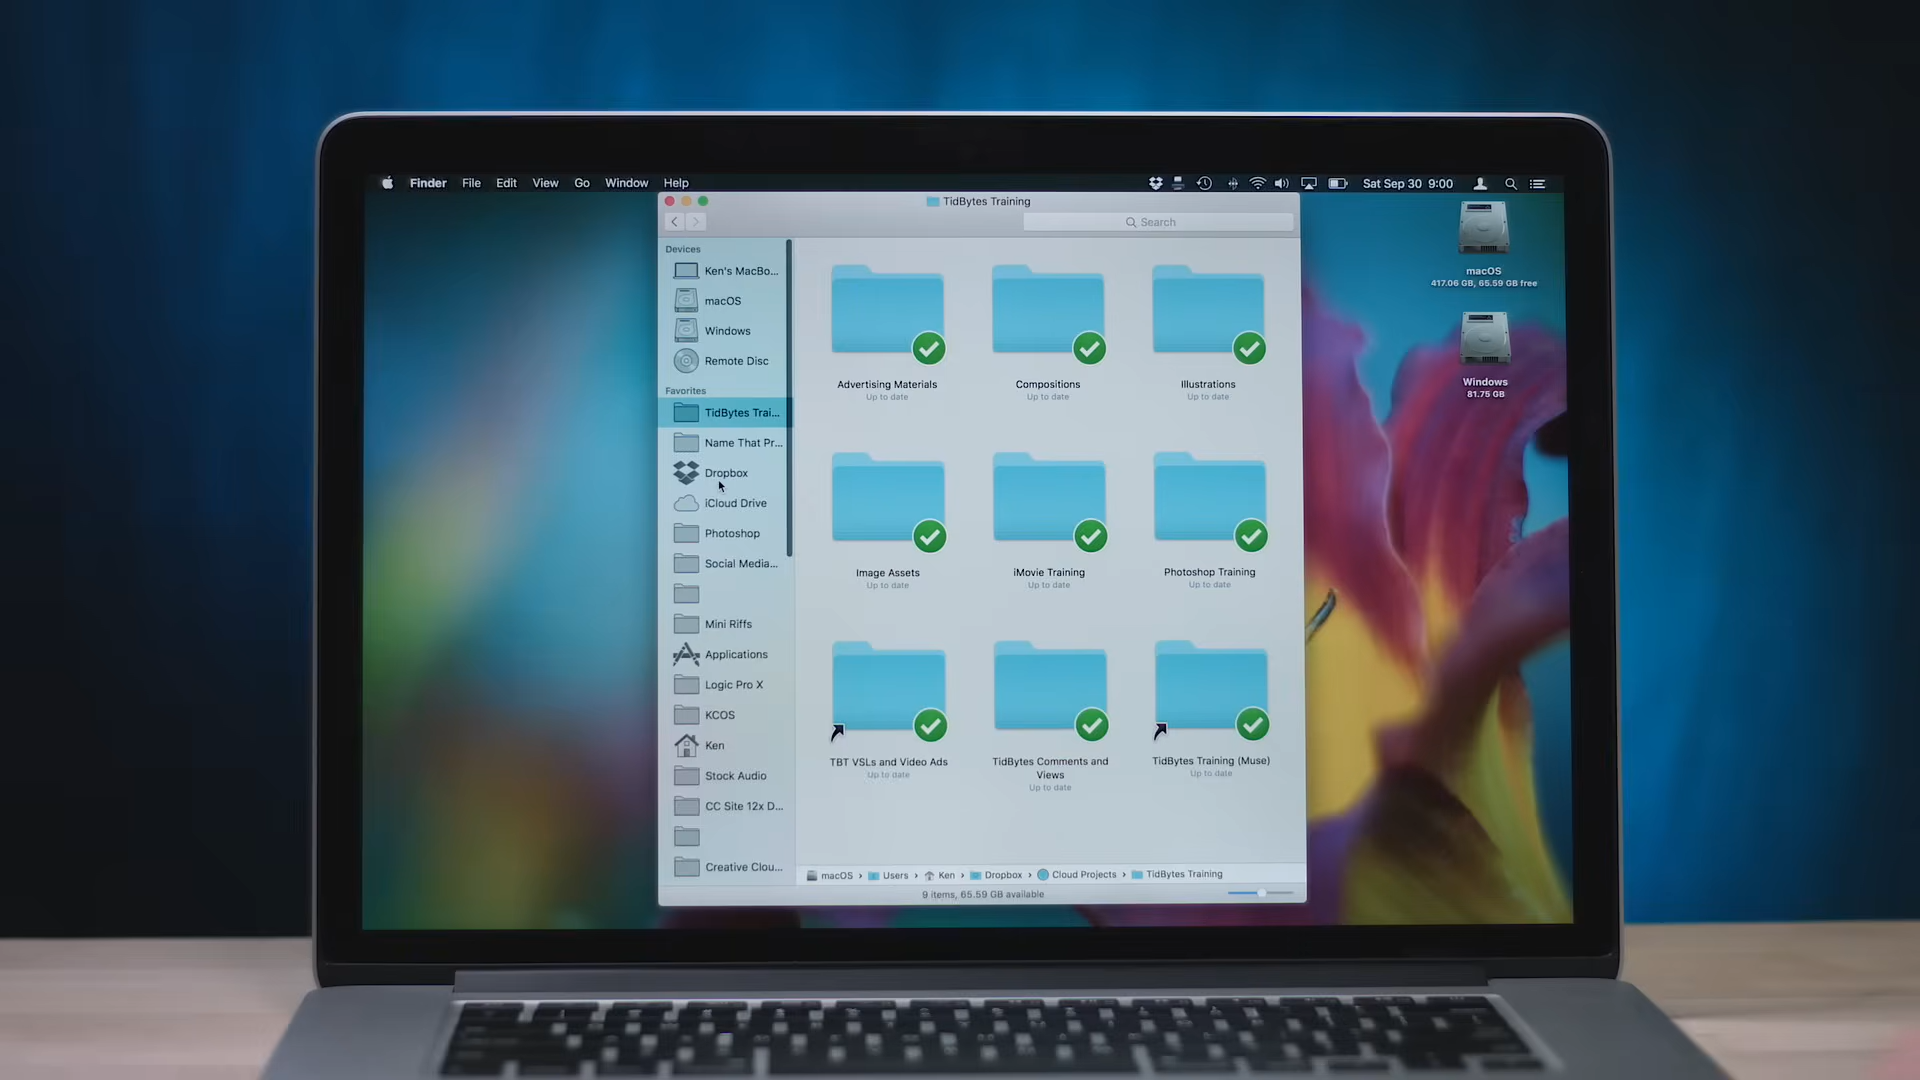 Finder File Edit View Go Window Help
Sat Sep 30 9:00
TidBytes Training
Search
Devices
Ken's MacBo...
macOS
Windows
Remote Disc
Favorites
TidBytes Trai...
Name That Pr...
Dropbox
iCloud Drive
Photoshop
Social Media...
Mini Riffs
Applications
Logic Pro X
KCOS
Ken
Stock Audio
CC Site 12x D...
Creative Clou...
Advertising Materials
Up to date
Compositions
Up to date
Illustrations
Up to date
Image Assets
Up to date
iMovie Training
Up to date
Photoshop Training
Up to date
TBT VSLs and Video Ads
Up to date
TidBytes Comments and
Views
Up to date
TidBytes Training (Muse)
Up to date
macOS › Users › Ken › Dropbox › Cloud Projects › TidBytes Training
9 items, 65.59 GB available
macOS
417.06 GB, 65.59 GB free
Windows
81.75 GB